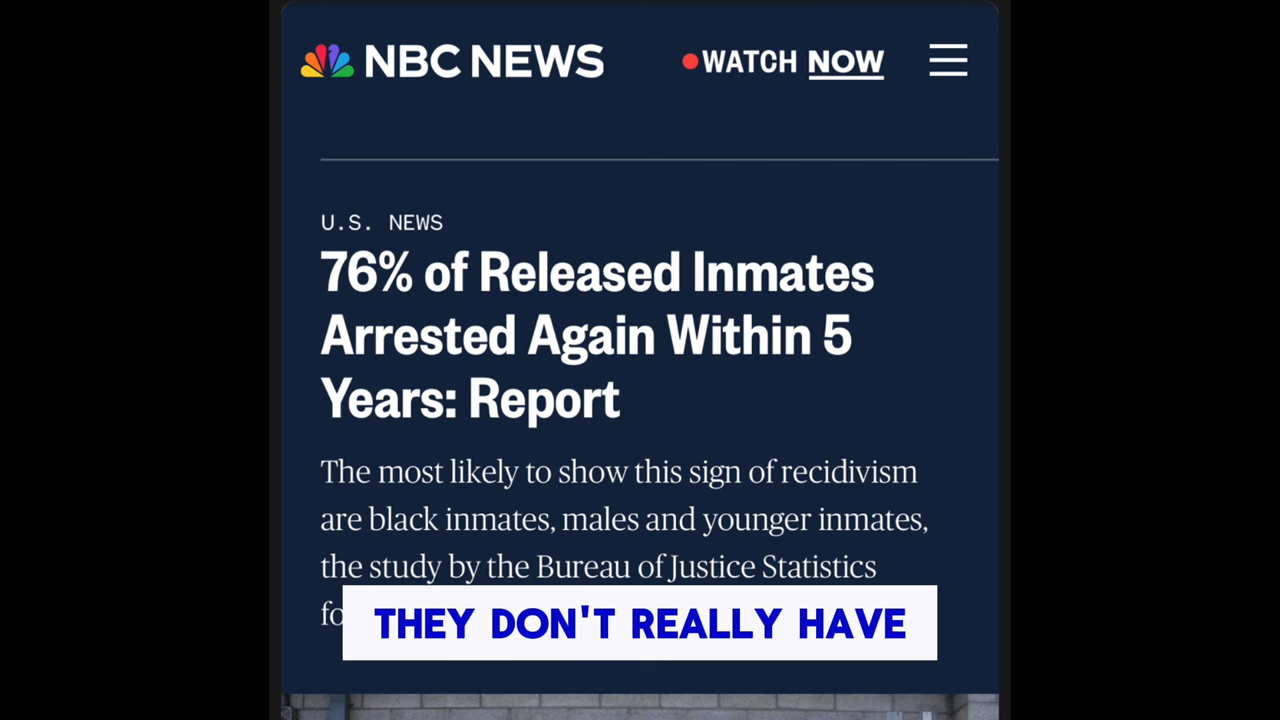 NBC NEWS
WATCH NOW
U.S. NEWS
76% of Released Inmates
Arrested Again Within 5
Years: Report
The most likely to show this sign of recidivism
are black inmates, males and younger inmates,
the study by the Bureau of Justice Statistics
THEY DON'T REALLY HAVE